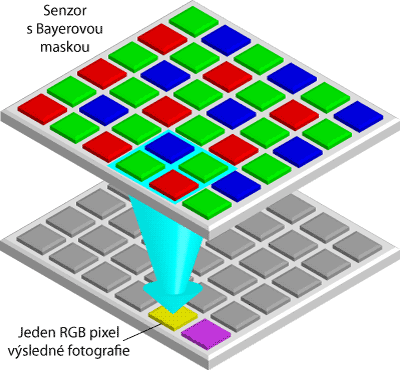 Senzor
s Bayerovou
maskou
Jeden RGB pixel
výsledné fotografie